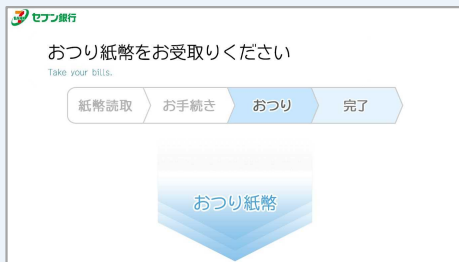 セブン銀行
おつり紙幣をお受取りください
Take your bills.
紙幣読取 お手続き おつり 完了
おつり紙幣